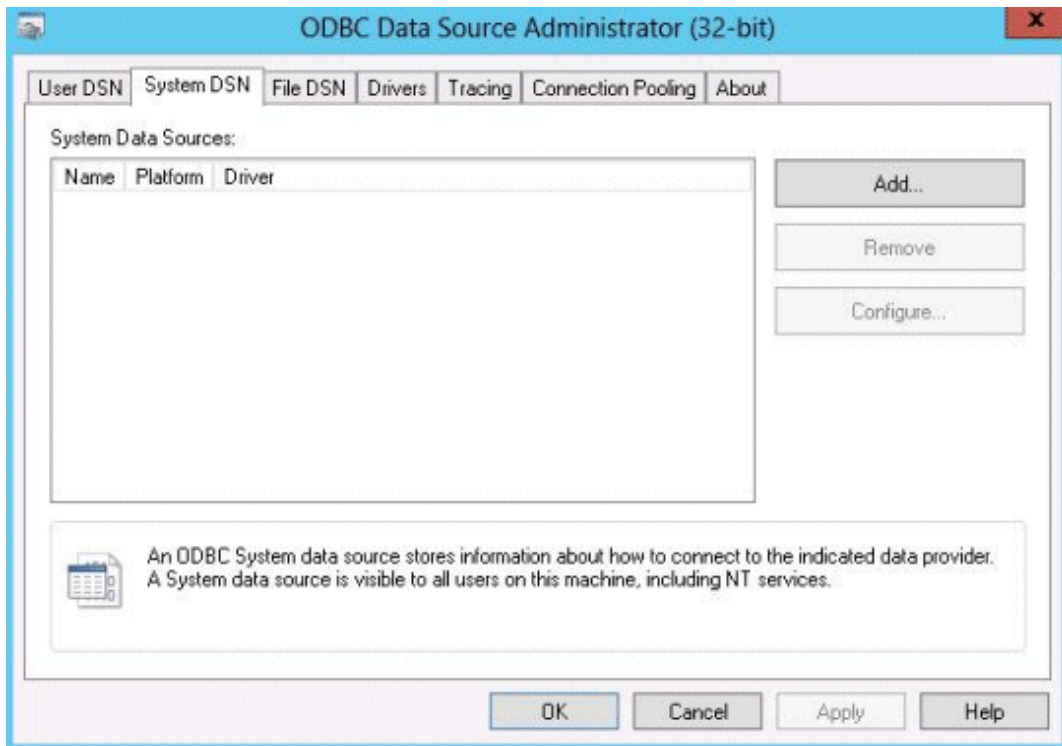 ODBC Data Source Administrator (32-bit)
x
User DSN System DSN File DSN Drivers Tracing Connection Pooling About
System Data Sources:
Name Platform Driver
Add...
Remove
Configure...
An ODBC System data source stores information about how to connect to the indicated data provider.
A System data source is visible to all users on this machine, including NT services.
OK Cancel Apply Help